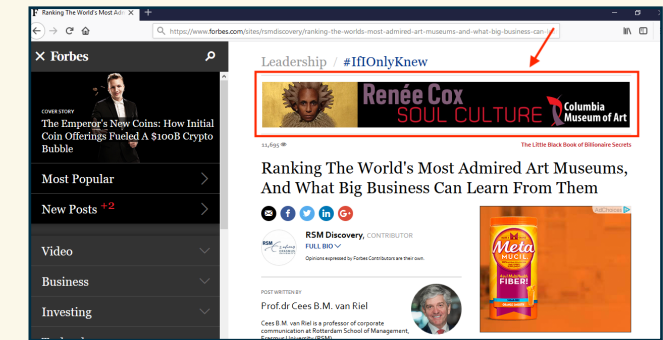 Ranking The World's Most Adm
https://www.forbes.com/sites/rsmdiscovery/ranking-the-worlds-most-admired-art-museums-and-what-big-business-can-l
Forbes
COVER STORY
The Emperor's New Coins: How Initial
Coin Offerings Fueled A $100B Crypto
Bubble
Most Popular
New Posts +2
Video
Business
Investing
Leadership / #IfIOnlyKnew
Renée Cox
SOUL CULTURE
Columbia
Museum of Art
11,695
The Little Black Book of Billionaire Secrets
Ranking The World's Most Admired Art Museums,
And What Big Business Can Learn From Them
RSM
RSM Discovery, CONTRIBUTOR
FULL BIO
Opinions expressed by Forbes Contributors are their own.
POST WRITTEN BY
Prof.dr Cees B.M. van Riel
Cees B.M. van Riel is a professor of corporate
communication at Rotterdam School of Management,
Erasmus University (RSM)
AdChoices
Meta
MUCIL
FIBER!